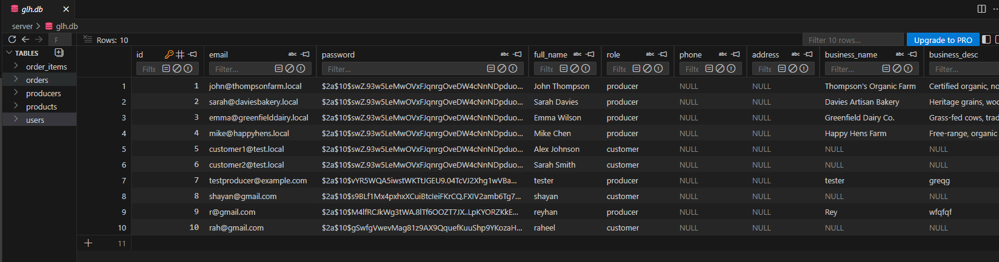 glh.db
server > glh.db
F
Rows: 10
Filter 10 rows...
Upgrade to PRO
TABLES
order_items
orders
producers
products
users
id email password full_name role phone address business_name business_desc
abc abc abc abc abc abc abc
Filte Filter... Filter... Filte Filte Filte Filte Filter... Filter...
1 1 john@thompsonfarm.local $2a$10$swZ.93w5LeMwOVxFJqnrgOveDW4cNnNDpduo... John Thompson producer NULL NULL Thompson's Organic Farm Certified organic, no
2 2 sarah@daviesbakery.local $2a$10$swZ.93w5LeMwOVxFJqnrgOveDW4cNnNDpduo... Sarah Davies producer NULL NULL Davies Artisan Bakery Heritage grains, woo
3 3 emma@greenfielddairy.local $2a$10$swZ.93w5LeMwOVxFJqnrgOveDW4cNnNDpduo... Emma Wilson producer NULL NULL Greenfield Dairy Co. Grass-fed cows, trad
4 4 mike@happyhens.local $2a$10$swZ.93w5LeMwOVxFJqnrgOveDW4cNnNDpduo... Mike Chen producer NULL NULL Happy Hens Farm Free-range, organic
5 5 customer1@test.local $2a$10$swZ.93w5LeMwOVxFJqnrgOveDW4cNnNDpduo... Alex Johnson customer NULL NULL NULL NULL
6 6 customer2@test.local $2a$10$swZ.93w5LeMwOVxFJqnrgOveDW4cNnNDpduo... Sarah Smith customer NULL NULL NULL NULL
7 7 testproducer@example.com $2a$10$vYR5WQA5iwstWKTtJGEU9.04TcVJ2Xhg1wVBa... tester producer NULL NULL tester greqg
8 8 shayan@gmail.com $2a$10$s9BLf1Mx4pxhxXCuiBtcIeiFKrCQ.FXIV2amb6Tg7... shayan customer NULL NULL NULL NULL
9 9 r@gmail.com $2a$10$M4lfRCJkWg3tWA.8lTf6OOZT7JX..LpKYORZKkE... reyhan producer NULL NULL Rey wfqfqf
10 10 rah@gmail.com $2a$10$gSwfgVwevMag81z9AX9QquefKuuShp9YKozaH... raheel customer NULL NULL NULL NULL
11